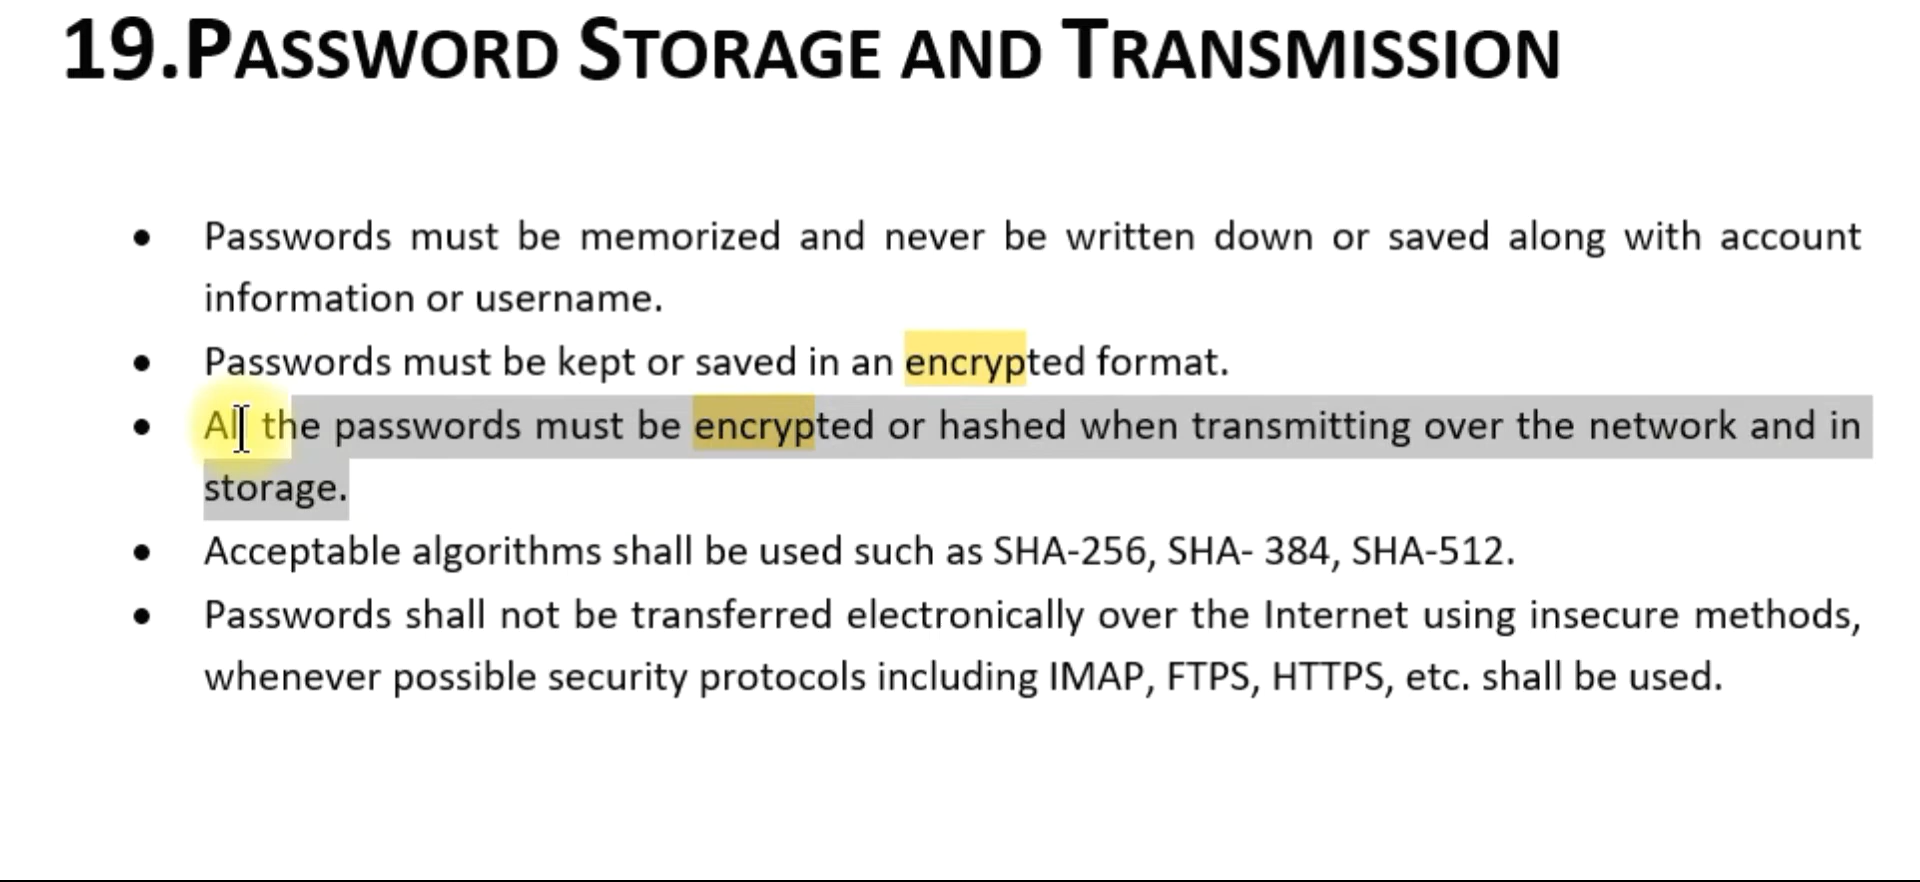 19.PASSWORD STORAGE AND TRANSMISSION
• Passwords must be memorized and never be written down or saved along with account
information or username.
• Passwords must be kept or saved in an encrypted format.
• All the passwords must be encrypted or hashed when transmitting over the network and in
storage.
• Acceptable algorithms shall be used such as SHA-256, SHA- 384, SHA-512.
• Passwords shall not be transferred electronically over the Internet using insecure methods,
whenever possible security protocols including IMAP, FTPS, HTTPS, etc. shall be used.